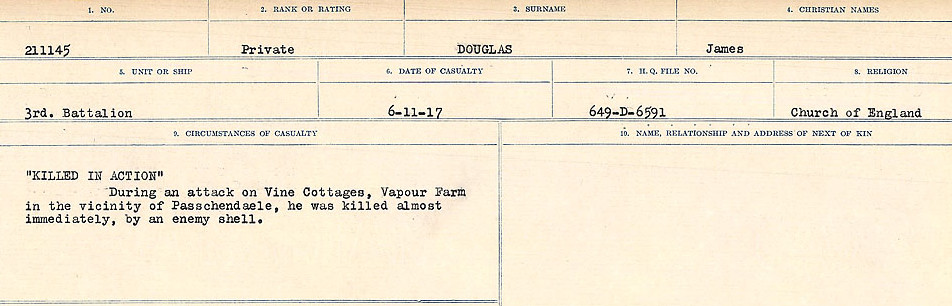 1. NO. 2. RANK OR RATING 3. SURNAME 4. CHRISTIAN NAMES
211145 Private DOUGLAS James
5. UNIT OR SHIP 6. DATE OF CASUALTY 7. H.Q. FILE NO. 8. RELIGION
3rd. Battalion 6-11-17 649-D-6591 Church of England
9. CIRCUMSTANCES OF CASUALTY 10. NAME, RELATIONSHIP AND ADDRESS OF NEXT OF KIN
"KILLED IN ACTION"
During an attack on Vine Cottages, Vapour Farm
in the vicinity of Passchendaele, he was killed almost
immediately, by an enemy shell.